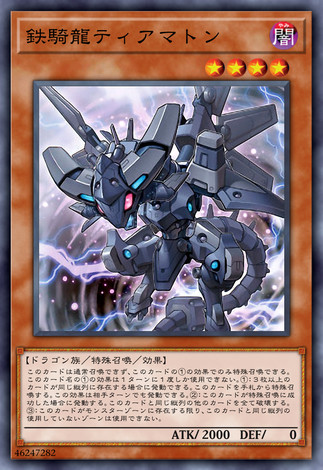 鉄騎龍ティアマトン
闇
やみ
【ドラゴン族／特殊召喚／効果】
このカードは通常召喚できず、このカードの①の効果でのみ特殊召喚できる。
このカード名の①の効果は１ターンに１度しか使用できない。①：３枚以上の
カードが同じ縦列に存在する場合に発動できる。このカードを手札から特殊召
喚する。この効果は相手ターンでも発動できる。②：このカードが特殊召喚に成
功した場合に発動する。このカードと同じ縦列の他のカードを全て破壊する。
③：このカードがモンスターゾーンに存在する限り、このカードと同じ縦列の
使用していないゾーンは使用できない。
ATK/ 2000 DEF/ 0
46247282